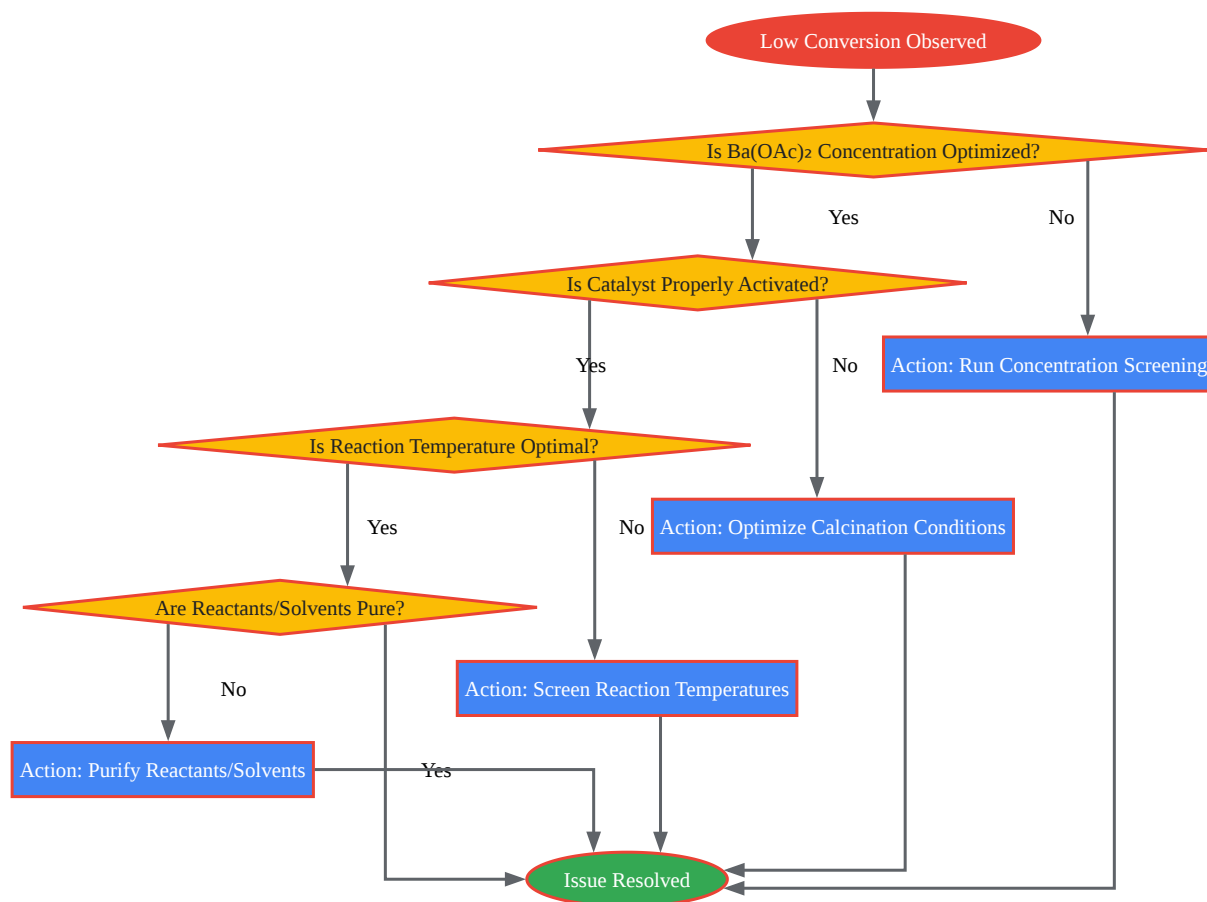 Low Conversion Observed
Is Ba(OAc)₂ Concentration Optimized?
Yes
No
Is Catalyst Properly Activated?
Yes
No
Action: Run Concentration Screening
Is Reaction Temperature Optimal?
Yes
No
Action: Optimize Calcination Conditions
Are Reactants/Solvents Pure?
No
Action: Screen Reaction Temperatures
Action: Purify Reactants/Solvents
Yes
Issue Resolved